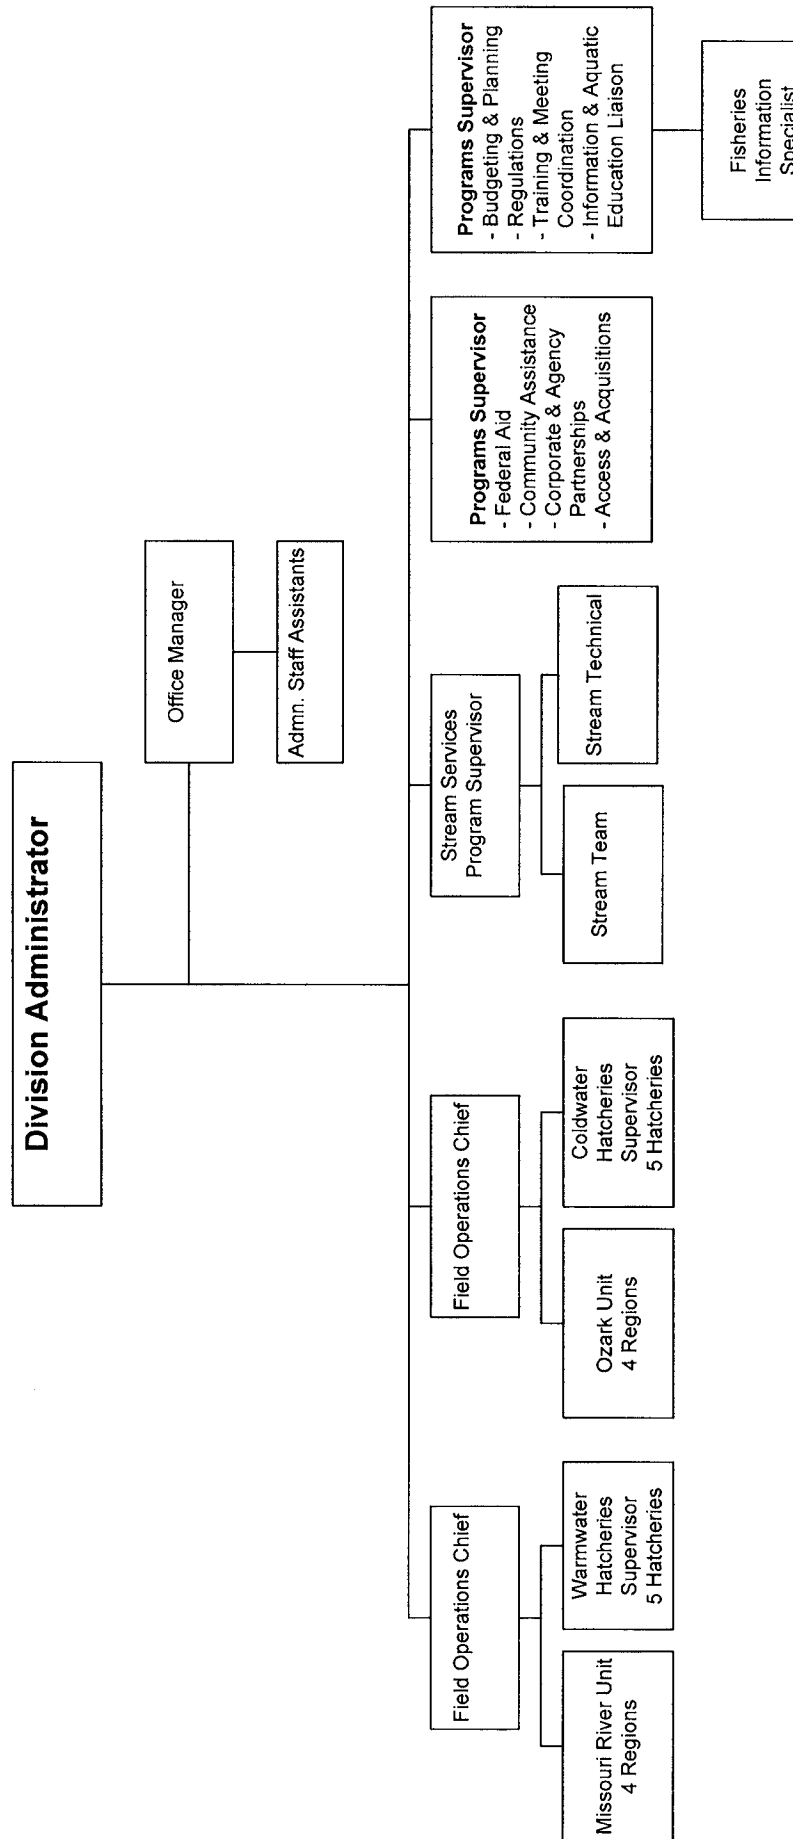 Division Administrator
Office Manager
Admn. Staff Assistants
Field Operations Chief
Missouri River Unit
4 Regions
Warmwater
Hatcheries
Supervisor
5 Hatcheries
Field Operations Chief
Ozark Unit
4 Regions
Coldwater
Hatcheries
Supervisor
5 Hatcheries
Stream Services
Program Supervisor
Stream Team
Stream Technical
Programs Supervisor
- Federal Aid
- Community Assistance
- Corporate & Agency
Partnerships
- Access & Acquisitions
Programs Supervisor
- Budgeting & Planning
- Regulations
- Training & Meeting
Coordination
- Information & Aquatic
Education Liaison
Fisheries
Information
Specialist